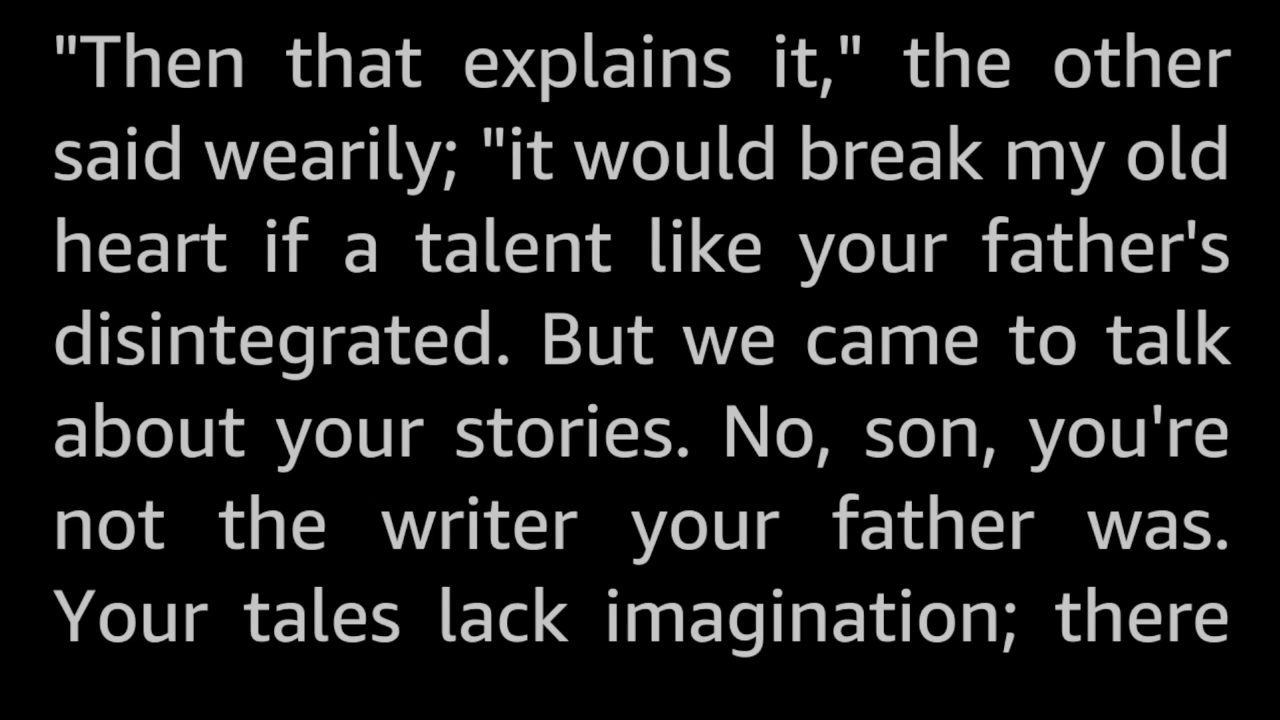 "Then that explains it," the other
said wearily; "it would break my old
heart if a talent like your father's
disintegrated. But we came to talk
about your stories. No, son, you're
not the writer your father was.
Your tales lack imagination; there